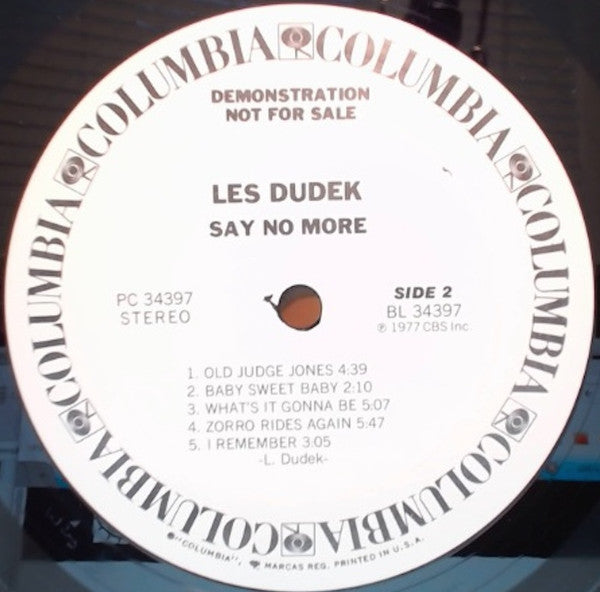 COLUMBIA COLUMBIA COLUMBIA COLUMBIA COLUMBIA COLUMBIA COLUMBIA
DEMONSTRATION
NOT FOR SALE
LES DUDEK
SAY NO MORE
PC 34397
STEREO
SIDE 2
BL 34397
℗ 1977 CBS Inc
1. OLD JUDGE JONES 4:39
2. BABY SWEET BABY 2:10
3. WHAT'S IT GONNA BE 5:07
4. ZORRO RIDES AGAIN 5:47
5. I REMEMBER 3:05
-L. Dudek-
"COLUMBIA", MARCAS REG. PRINTED IN U.S.A.